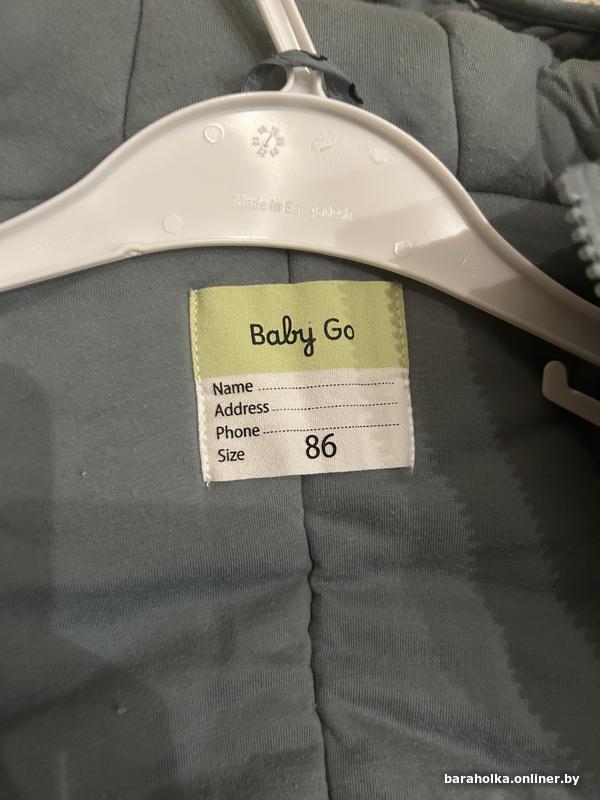 Made in Bangladesh
Baby Go
Name
Address
Phone
Size 86
baraholka.onliner.by